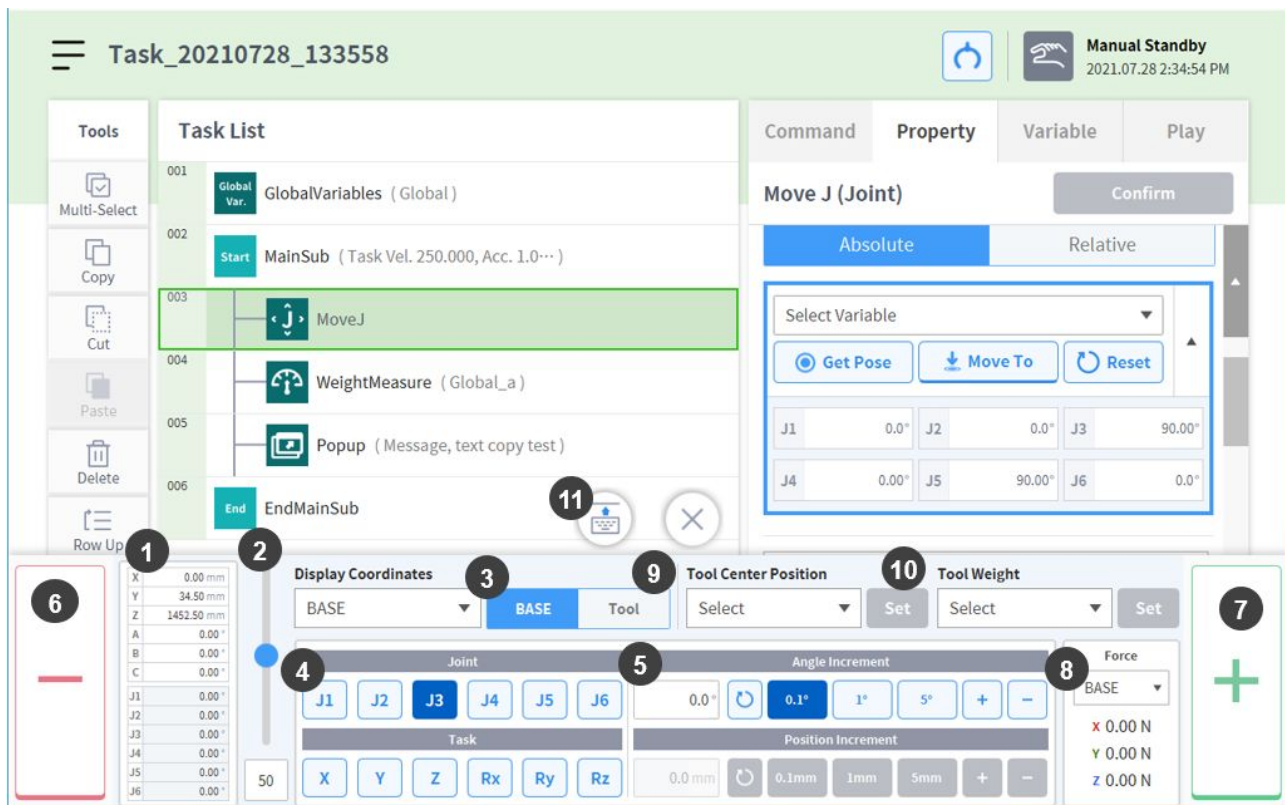 Task_20210728_133558
Manual Standby
2021.07.28 2:34:54 PM
Tools
Multi-Select
Copy
Cut
Paste
Delete
Row Up
Task List
001
Global Var.
GlobalVariables ( Global )
002
Start
MainSub ( Task Vel. 250.000, Acc. 1.0··· )
003
J
MoveJ
004
WeightMeasure ( Global_a )
005
Popup ( Message, text copy test )
006
End
EndMainSub
Command Property Variable Play
Move J (Joint)
Confirm
Absolute Relative
Select Variable
Get Pose Move To Reset
J1 0.0° J2 0.0° J3 90.00°
J4 0.00° J5 90.00° J6 0.0°
11
6
−
1
X 0.00 mm
Y 34.50 mm
Z 1452.50 mm
A 0.00 °
B 0.00 °
C 0.00 °
J1 0.00 °
J2 0.00 °
J3 0.00 °
J4 0.00 °
J5 0.00 °
J6 0.00 °
2
50
Display Coordinates
BASE
3
BASE Tool
9
Tool Center Position
Select
10
Set
Tool Weight
Select
Set
4
Joint
J1 J2 J3 J4 J5 J6
Task
X Y Z Rx Ry Rz
5
Angle Increment
0.0 ° 0.1° 1° 5° + −
Position Increment
0.0 mm 0.1mm 1mm 5mm + −
8
Force
BASE
X 0.00 N
Y 0.00 N
Z 0.00 N
7
+